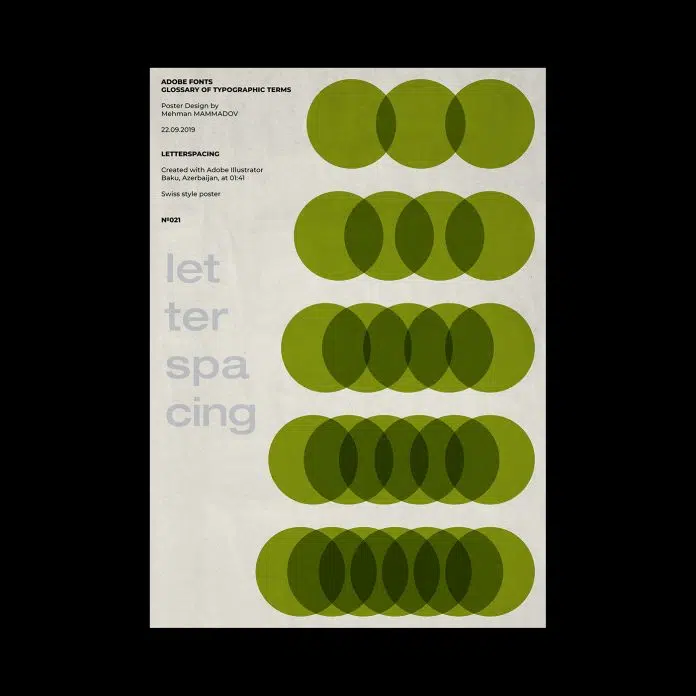 ADOBE FONTS
GLOSSARY OF TYPOGRAPHIC TERMS
Poster Design by
Mehman MAMMADOV
22.09.2019
LETTERSPACING
Created with Adobe Illustrator
Baku, Azerbaijan, at 01:41
Swiss style poster
№021
let
ter
spa
cing